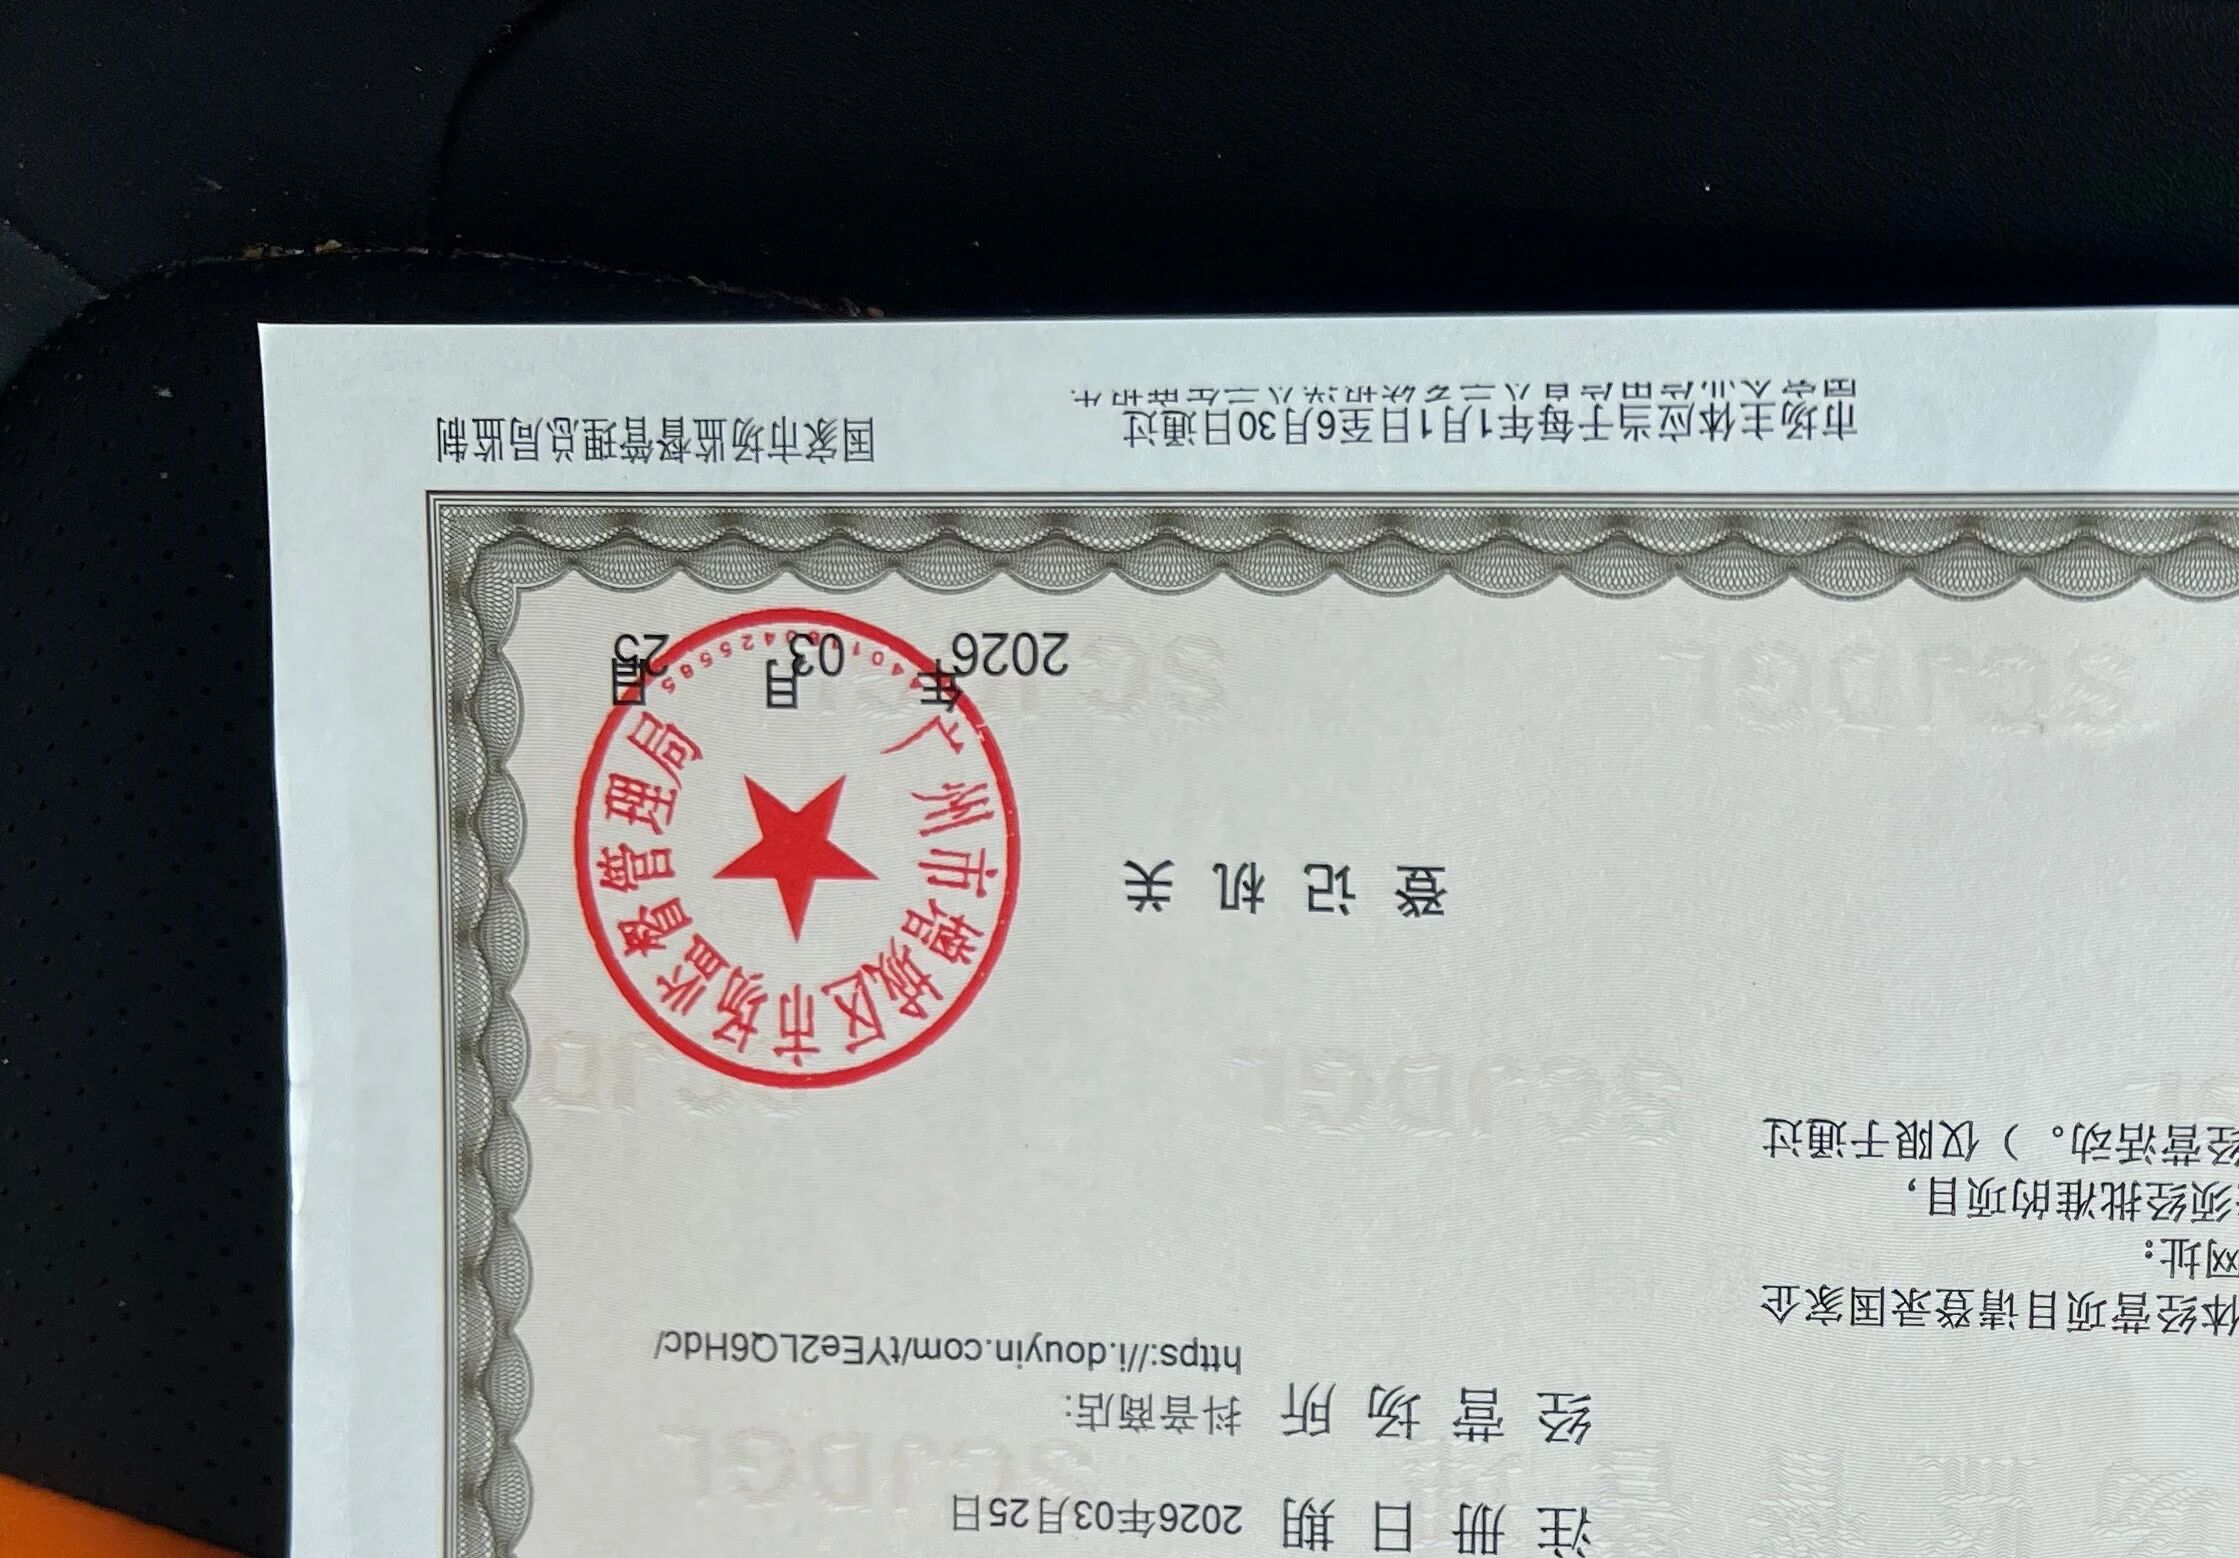 注册日期 2026年03月25日
经营场所 抖音商店:
https://i.douyin.com/tYEe2LQ6Hdc/
体经营项目请登录国家企
网址:
须经批准的项目,
经营活动。)仅限于通过
登记机关
广州市增城区市场监督管理局
2026年03月25日
市场主体应当于每年1月1日至6月30日通过
国家市场监督管理总局监制
SCJDGL